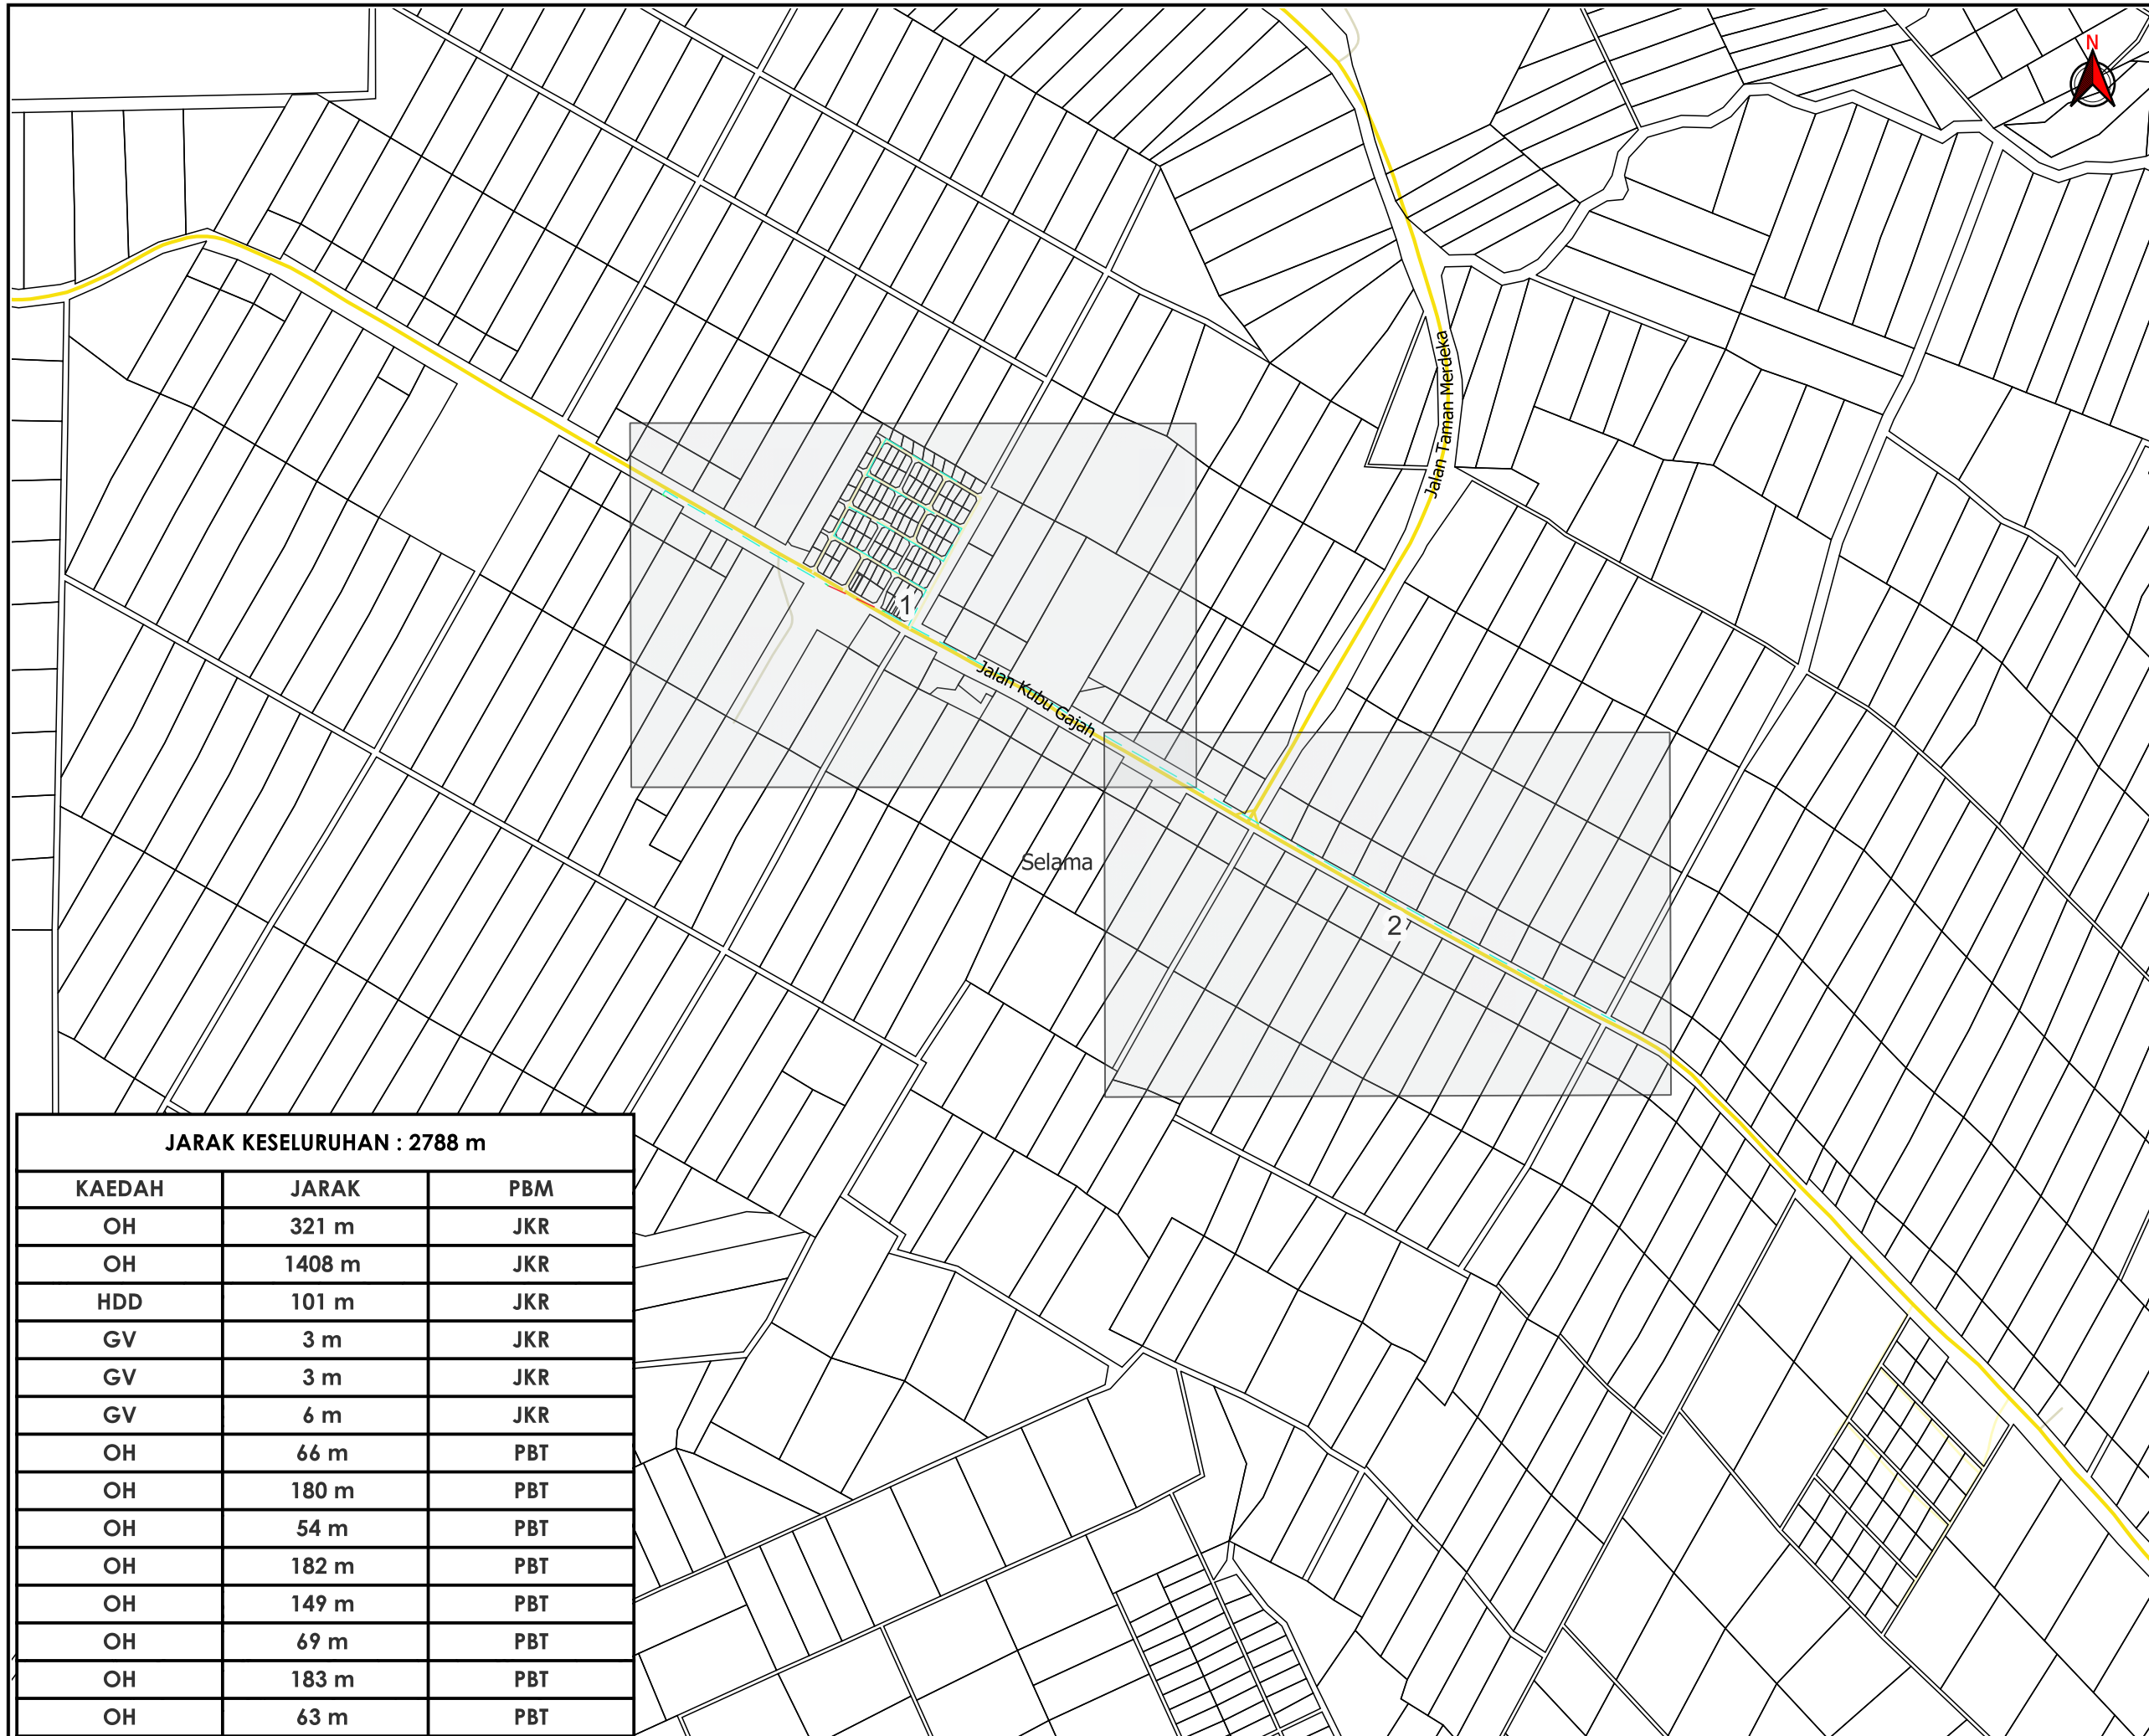 N
Jalan Taman Merdeka
1
Jalan Kubu Gajah
Selama
2
JARAK KESELURUHAN : 2788 m
KAEDAH JARAK PBM
OH 321 m JKR
OH 1408 m JKR
HDD 101 m JKR
GV 3 m JKR
GV 3 m JKR
GV 6 m JKR
OH 66 m PBT
OH 180 m PBT
OH 54 m PBT
OH 182 m PBT
OH 149 m PBT
OH 69 m PBT
OH 183 m PBT
OH 63 m PBT